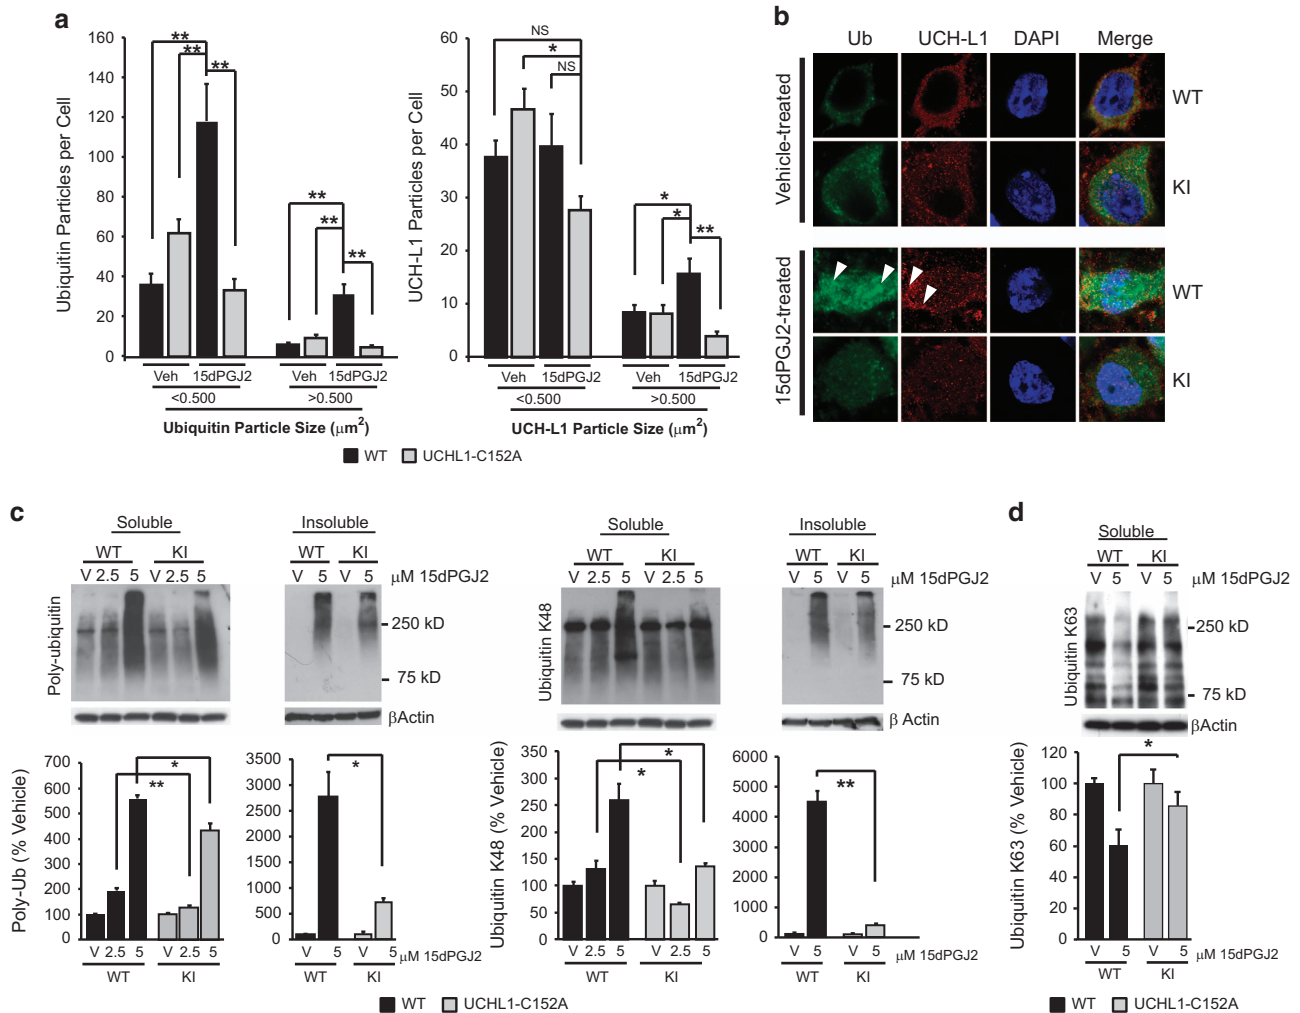 a
Ubiquitin Particles per Cell
160
140
120
100
80
60
40
20
0
**
**
**
**
**
**
Veh 15dPGJ2 Veh 15dPGJ2
<0.500 >0.500
Ubiquitin Particle Size (μm²)
UCH-L1 Particles per Cell
60
50
40
30
20
10
0
NS
*
NS
*
*
**
Veh 15dPGJ2 Veh 15dPGJ2
<0.500 >0.500
UCH-L1 Particle Size (μm²)
WT UCHL1-C152A
b
Ub UCH-L1 DAPI Merge
Vehicle-treated
WT
KI
15dPGJ2-treated
WT
KI
c
Soluble
WT KI
V 2.5 5 V 2.5 5
Poly-ubiquitin
Insoluble
WT KI
V 5 V 5 μM 15dPGJ2
250 kD
75 kD
βActin
Soluble
WT KI
V 2.5 5 V 2.5 5
Ubiquitin K48
Insoluble
WT KI
V 5 V 5 μM 15dPGJ2
250 kD
75 kD
β Actin
Poly-Ub (% Vehicle)
700
600
500
400
300
200
100
0
*
**
V 2.5 5 V 2.5 5
WT KI
3500
3000
2500
2000
1500
1000
500
0
*
V 5 V 5 μM 15dPGJ2
WT KI
Ubiquitin K48 (% Vehicle)
350
300
250
200
150
100
50
0
*
*
V 2.5 5 V 2.5 5
WT KI
6000
5000
4000
3000
2000
1000
0
**
V 5 V 5 μM 15dPGJ2
WT KI
WT UCHL1-C152A
d
Soluble
WT KI
V 5 V 5 μM 15dPGJ2
Ubiquitin K63
250 kD
75 kD
βActin
Ubiquitin K63 (% Vehicle)
120
100
80
60
40
20
0
*
V 5 V 5 μM 15dPGJ2
WT KI
WT UCHL1-C152A